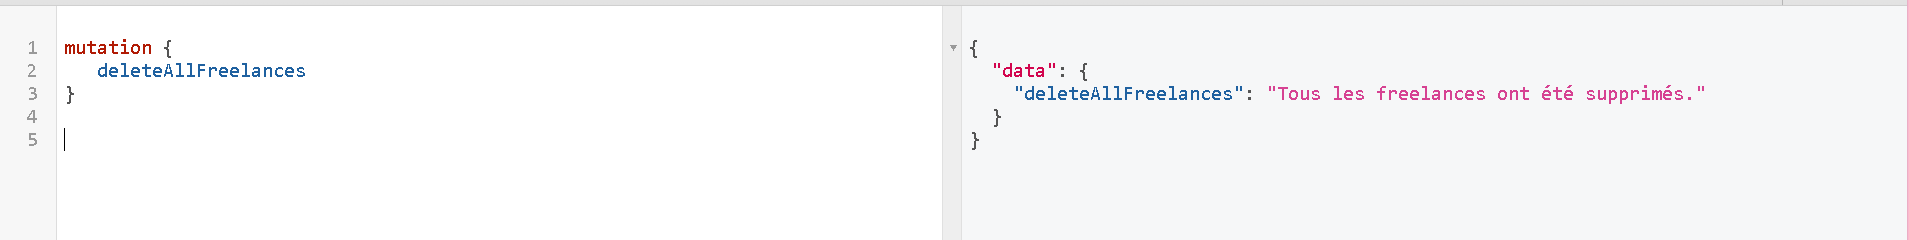 1 mutation {
2 deleteAllFreelances
3 }
4
5
{
"data": {
"deleteAllFreelances": "Tous les freelances ont été supprimés."
}
}